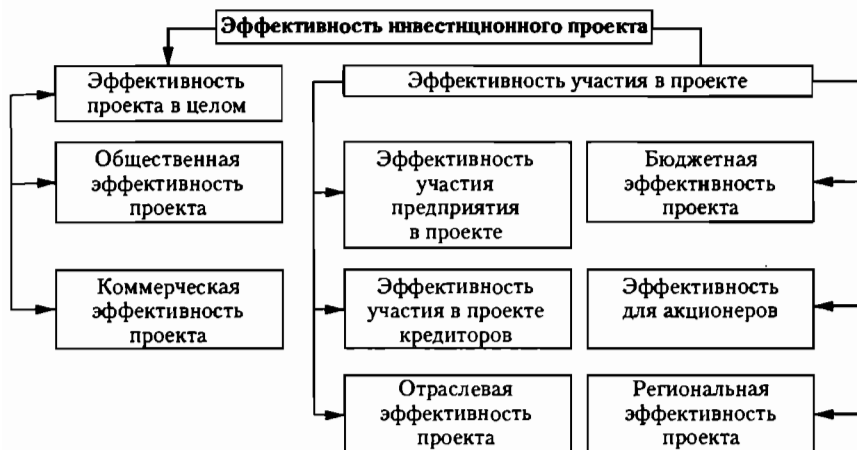 Эффективность инвестиционного проекта
Эффективность
проекта в целом
Эффективность участия в проекте
Общественная
эффективность
проекта
Эффективность
участия
предприятия
в проекте
Бюджетная
эффективность
проекта
Коммерческая
эффективность
проекта
Эффективность
участия в проекте
кредиторов
Эффективность
для акционеров
Отраслевая
эффективность
проекта
Региональная
эффективность
проекта